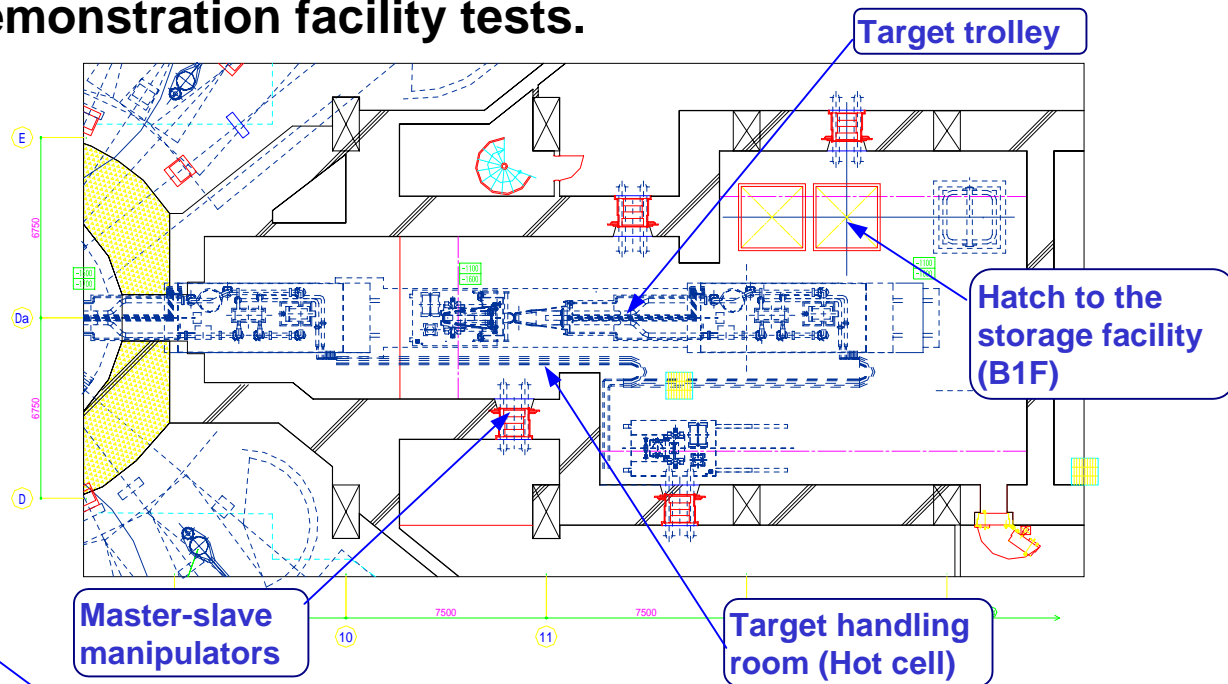 emonstration facility tests.
Target trolley
E
6750
-1100
Da
Hatch to the
storage facility
(B1F)
6750
D
Master-slave
manipulators
7500
7500
10
11
Target handling
room (Hot cell)